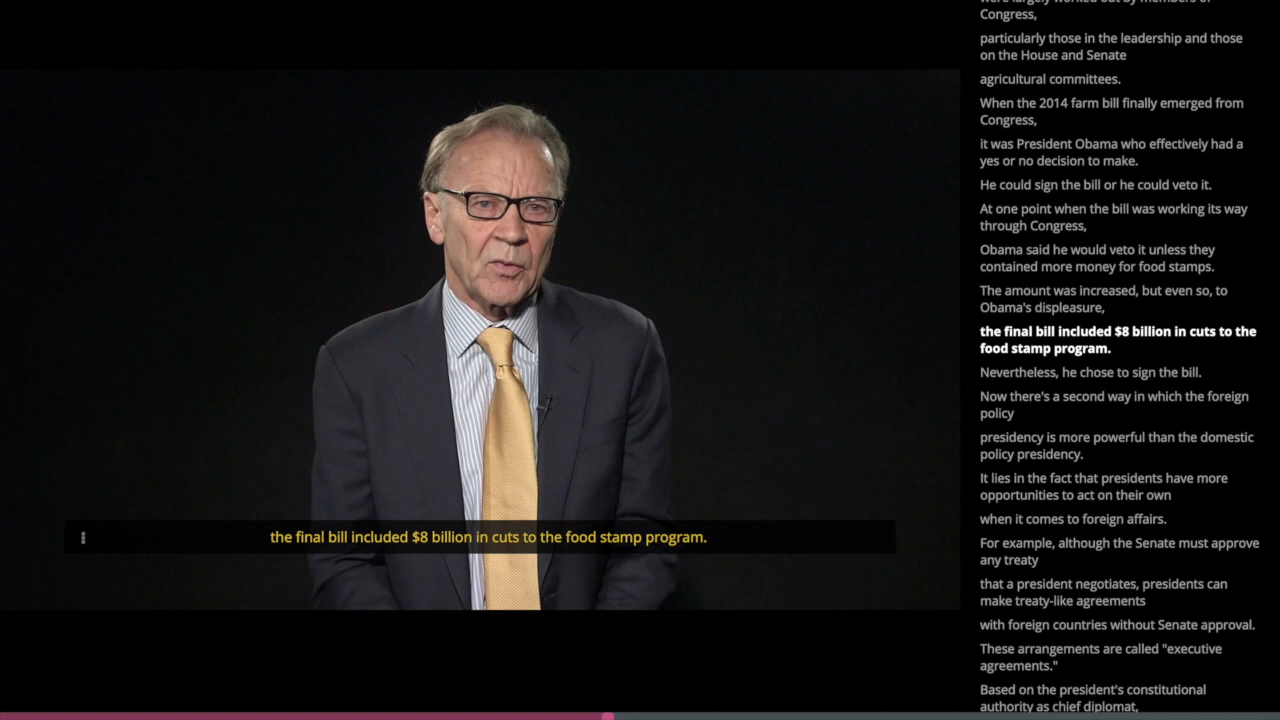 the final bill included $8 billion in cuts to the food stamp program.
were largely worked out by members of
Congress,
particularly those in the leadership and those
on the House and Senate
agricultural committees.
When the 2014 farm bill finally emerged from
Congress,
it was President Obama who effectively had a
yes or no decision to make.
He could sign the bill or he could veto it.
At one point when the bill was working its way
through Congress,
Obama said he would veto it unless they
contained more money for food stamps.
The amount was increased, but even so, to
Obama's displeasure,
the final bill included $8 billion in cuts to the
food stamp program.
Nevertheless, he chose to sign the bill.
Now there's a second way in which the foreign
policy
presidency is more powerful than the domestic
policy presidency.
It lies in the fact that presidents have more
opportunities to act on their own
when it comes to foreign affairs.
For example, although the Senate must approve
any treaty
that a president negotiates, presidents can
make treaty-like agreements
with foreign countries without Senate approval.
These arrangements are called "executive
agreements."
Based on the president's constitutional
authority as chief diplomat,